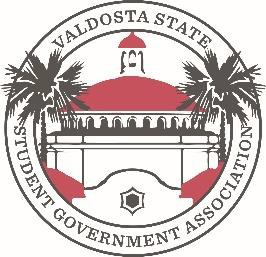 VALDOSTA STATE
STUDENT GOVERNMENT ASSOCIATION